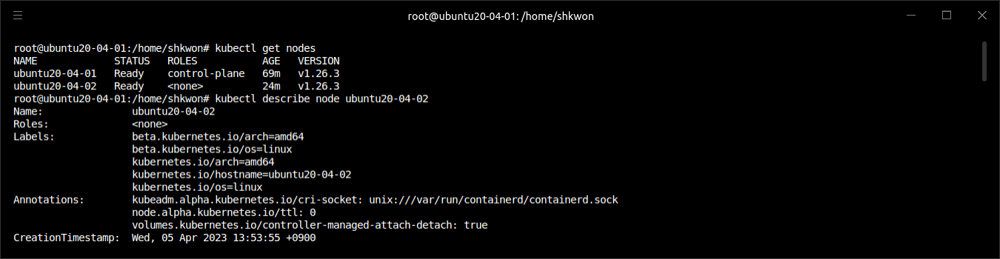 root@ubuntu20-04-01: /home/shkwon
root@ubuntu20-04-01:/home/shkwon# kubectl get nodes
NAME             STATUS   ROLES           AGE   VERSION
ubuntu20-04-01   Ready    control-plane   69m   v1.26.3
ubuntu20-04-02   Ready    <none>          24m   v1.26.3
root@ubuntu20-04-01:/home/shkwon# kubectl describe node ubuntu20-04-02
Name:               ubuntu20-04-02
Roles:              <none>
Labels:             beta.kubernetes.io/arch=amd64
                    beta.kubernetes.io/os=linux
                    kubernetes.io/arch=amd64
                    kubernetes.io/hostname=ubuntu20-04-02
                    kubernetes.io/os=linux
Annotations:        kubeadm.alpha.kubernetes.io/cri-socket: unix:///var/run/containerd/containerd.sock
                    node.alpha.kubernetes.io/ttl: 0
                    volumes.kubernetes.io/controller-managed-attach-detach: true
CreationTimestamp:  Wed, 05 Apr 2023 13:53:55 +0900